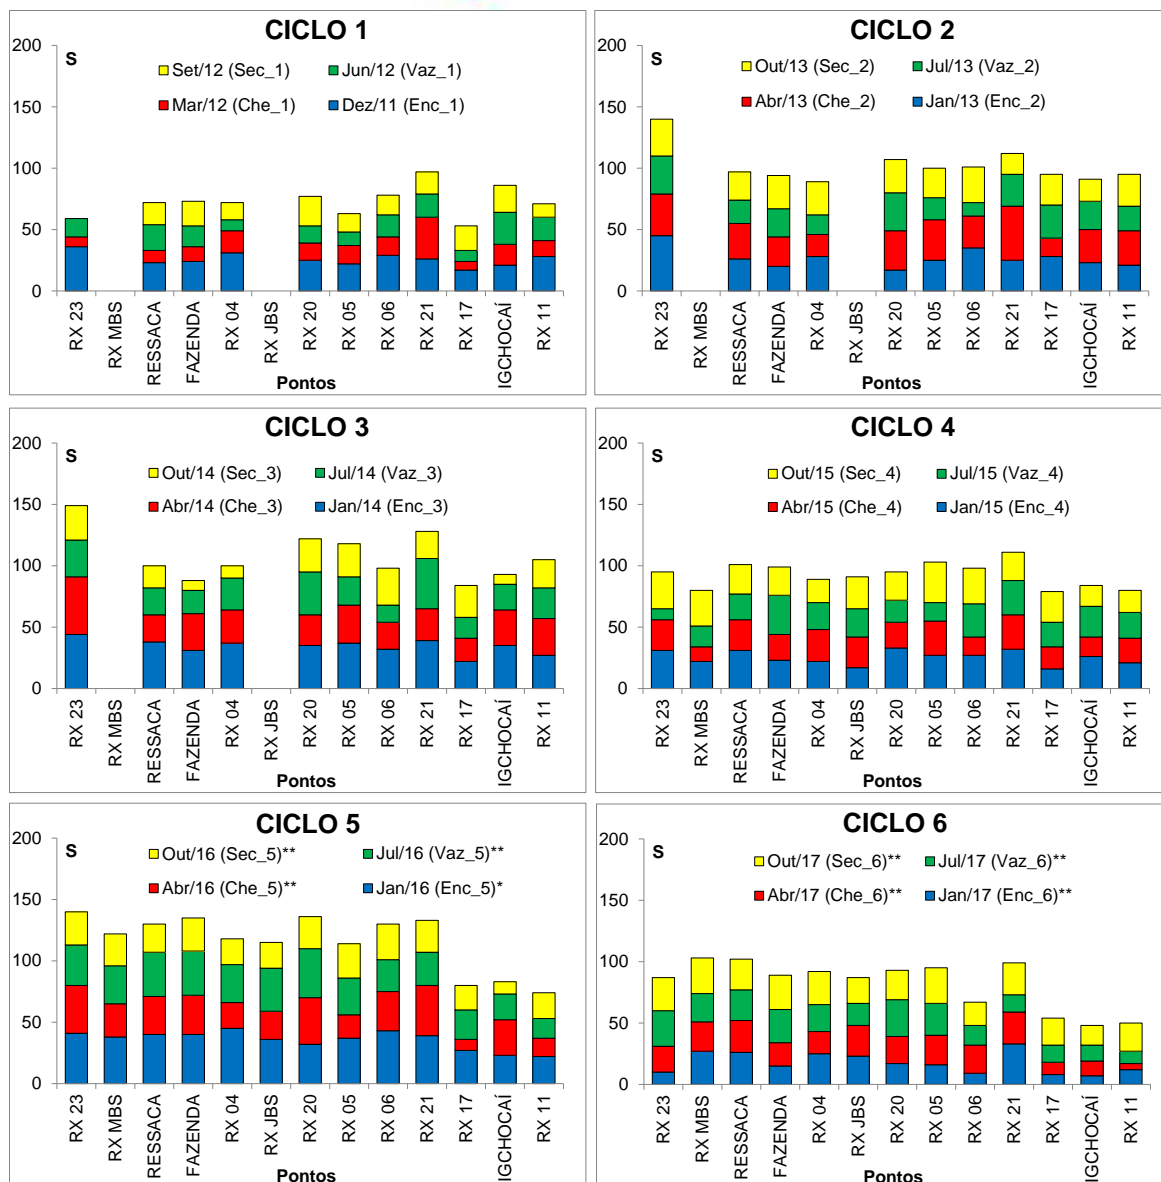 CICLO 1
200
S
Set/12 (Sec_1) Jun/12 (Vaz_1)
150
Mar/12 (Che_1) Dez/11 (Enc_1)
100
50
0
RX 23 RX MBS RESSACA FAZENDA RX 04 RX JBS RX 20 RX 05 RX 06 RX 21 RX 17 IGCHOCAÍ RX 11
Pontos
CICLO 2
200
S
Out/13 (Sec_2) Jul/13 (Vaz_2)
150
Abr/13 (Che_2) Jan/13 (Enc_2)
100
50
0
RX 23 RX MBS RESSACA FAZENDA RX 04 RX JBS RX 20 RX 05 RX 06 RX 21 RX 17 IGCHOCAÍ RX 11
Pontos
CICLO 3
200
S
Out/14 (Sec_3) Jul/14 (Vaz_3)
150
Abr/14 (Che_3) Jan/14 (Enc_3)
100
50
0
RX 23 RX MBS RESSACA FAZENDA RX 04 RX JBS RX 20 RX 05 RX 06 RX 21 RX 17 IGCHOCAÍ RX 11
Pontos
CICLO 4
200
S
Out/15 (Sec_4) Jul/15 (Vaz_4)
150
Abr/15 (Che_4) Jan/15 (Enc_4)
100
50
0
RX 23 RX MBS RESSACA FAZENDA RX 04 RX JBS RX 20 RX 05 RX 06 RX 21 RX 17 IGCHOCAÍ RX 11
Pontos
CICLO 5
200
S
Out/16 (Sec_5)** Jul/16 (Vaz_5)**
Abr/16 (Che_5)** Jan/16 (Enc_5)*
150
100
50
0
RX 23 RX MBS RESSACA FAZENDA RX 04 RX JBS RX 20 RX 05 RX 06 RX 21 RX 17 IGCHOCAÍ RX 11
Pontos
CICLO 6
200
S
Out/17 (Sec_6)** Jul/17 (Vaz_6)**
Abr/17 (Che_6)** Jan/17 (Enc_6)**
150
100
50
0
RX 23 RX MBS RESSACA FAZENDA RX 04 RX JBS RX 20 RX 05 RX 06 RX 21 RX 17 IGCHOCAÍ RX 11
Pontos